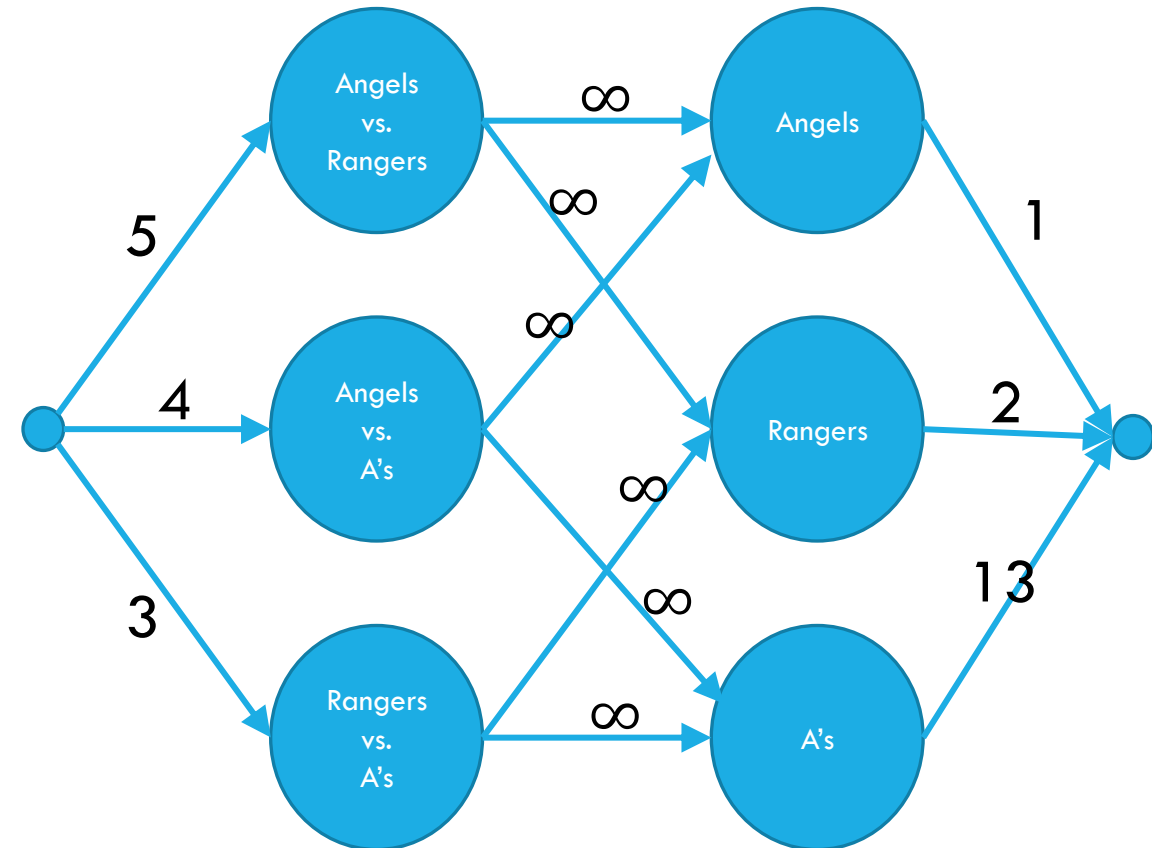 Angels
vs.
Rangers
∞
Angels
∞
5
1
∞
Angels
vs.
A's
4
Rangers
2
∞
∞
13
3
Rangers
vs.
A's
∞
A's